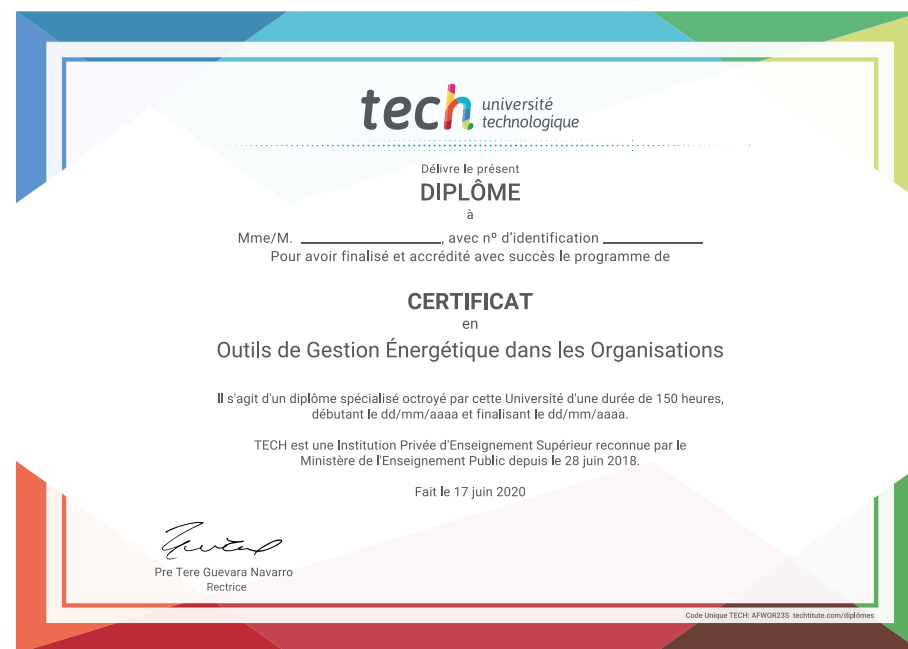 tech université
technologique
Délivre le présent
DIPLÔME
à
Mme/M. ____________________, avec nº d'identification ______________
Pour avoir finalisé et accrédité avec succès le programme de
CERTIFICAT
en
Outils de Gestion Énergétique dans les Organisations
Il s'agit d'un diplôme spécialisé octroyé par cette Université d'une durée de 150 heures,
débutant le dd/mm/aaaa et finalisant le dd/mm/aaaa.
TECH est une Institution Privée d'Enseignement Supérieur reconnue par le
Ministère de l'Enseignement Public depuis le 28 juin 2018.
Fait le 17 juin 2020
Pre Tere Guevara Navarro
Rectrice
Code Unique TECH: AFWOR23S techtitute.com/diplômes